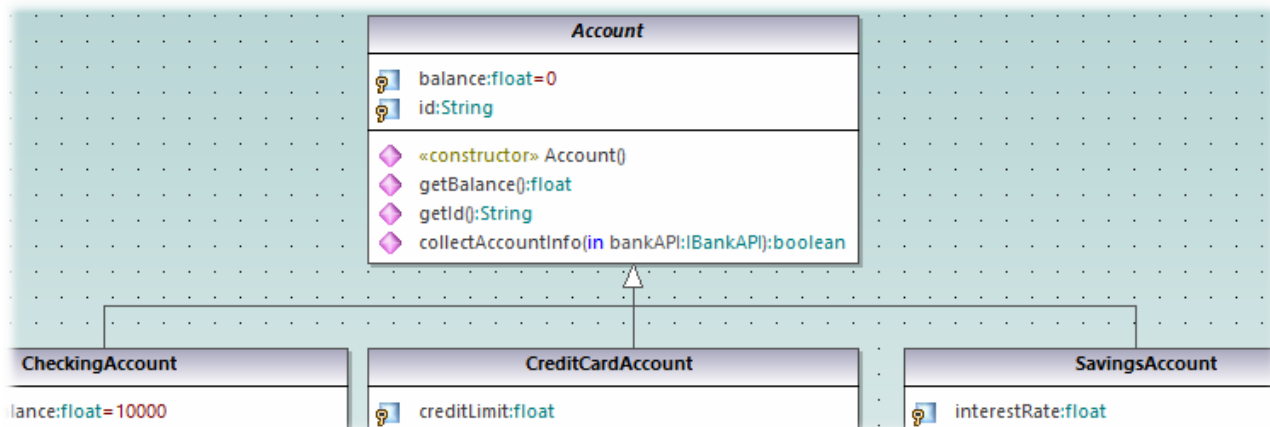 Account
balance:float=0
id:String
«constructor» Account()
getBalance():float
getId():String
collectAccountInfo(in bankAPI:IBankAPI):boolean
CheckingAccount
lance:float=10000
CreditCardAccount
creditLimit:float
SavingsAccount
interestRate:float